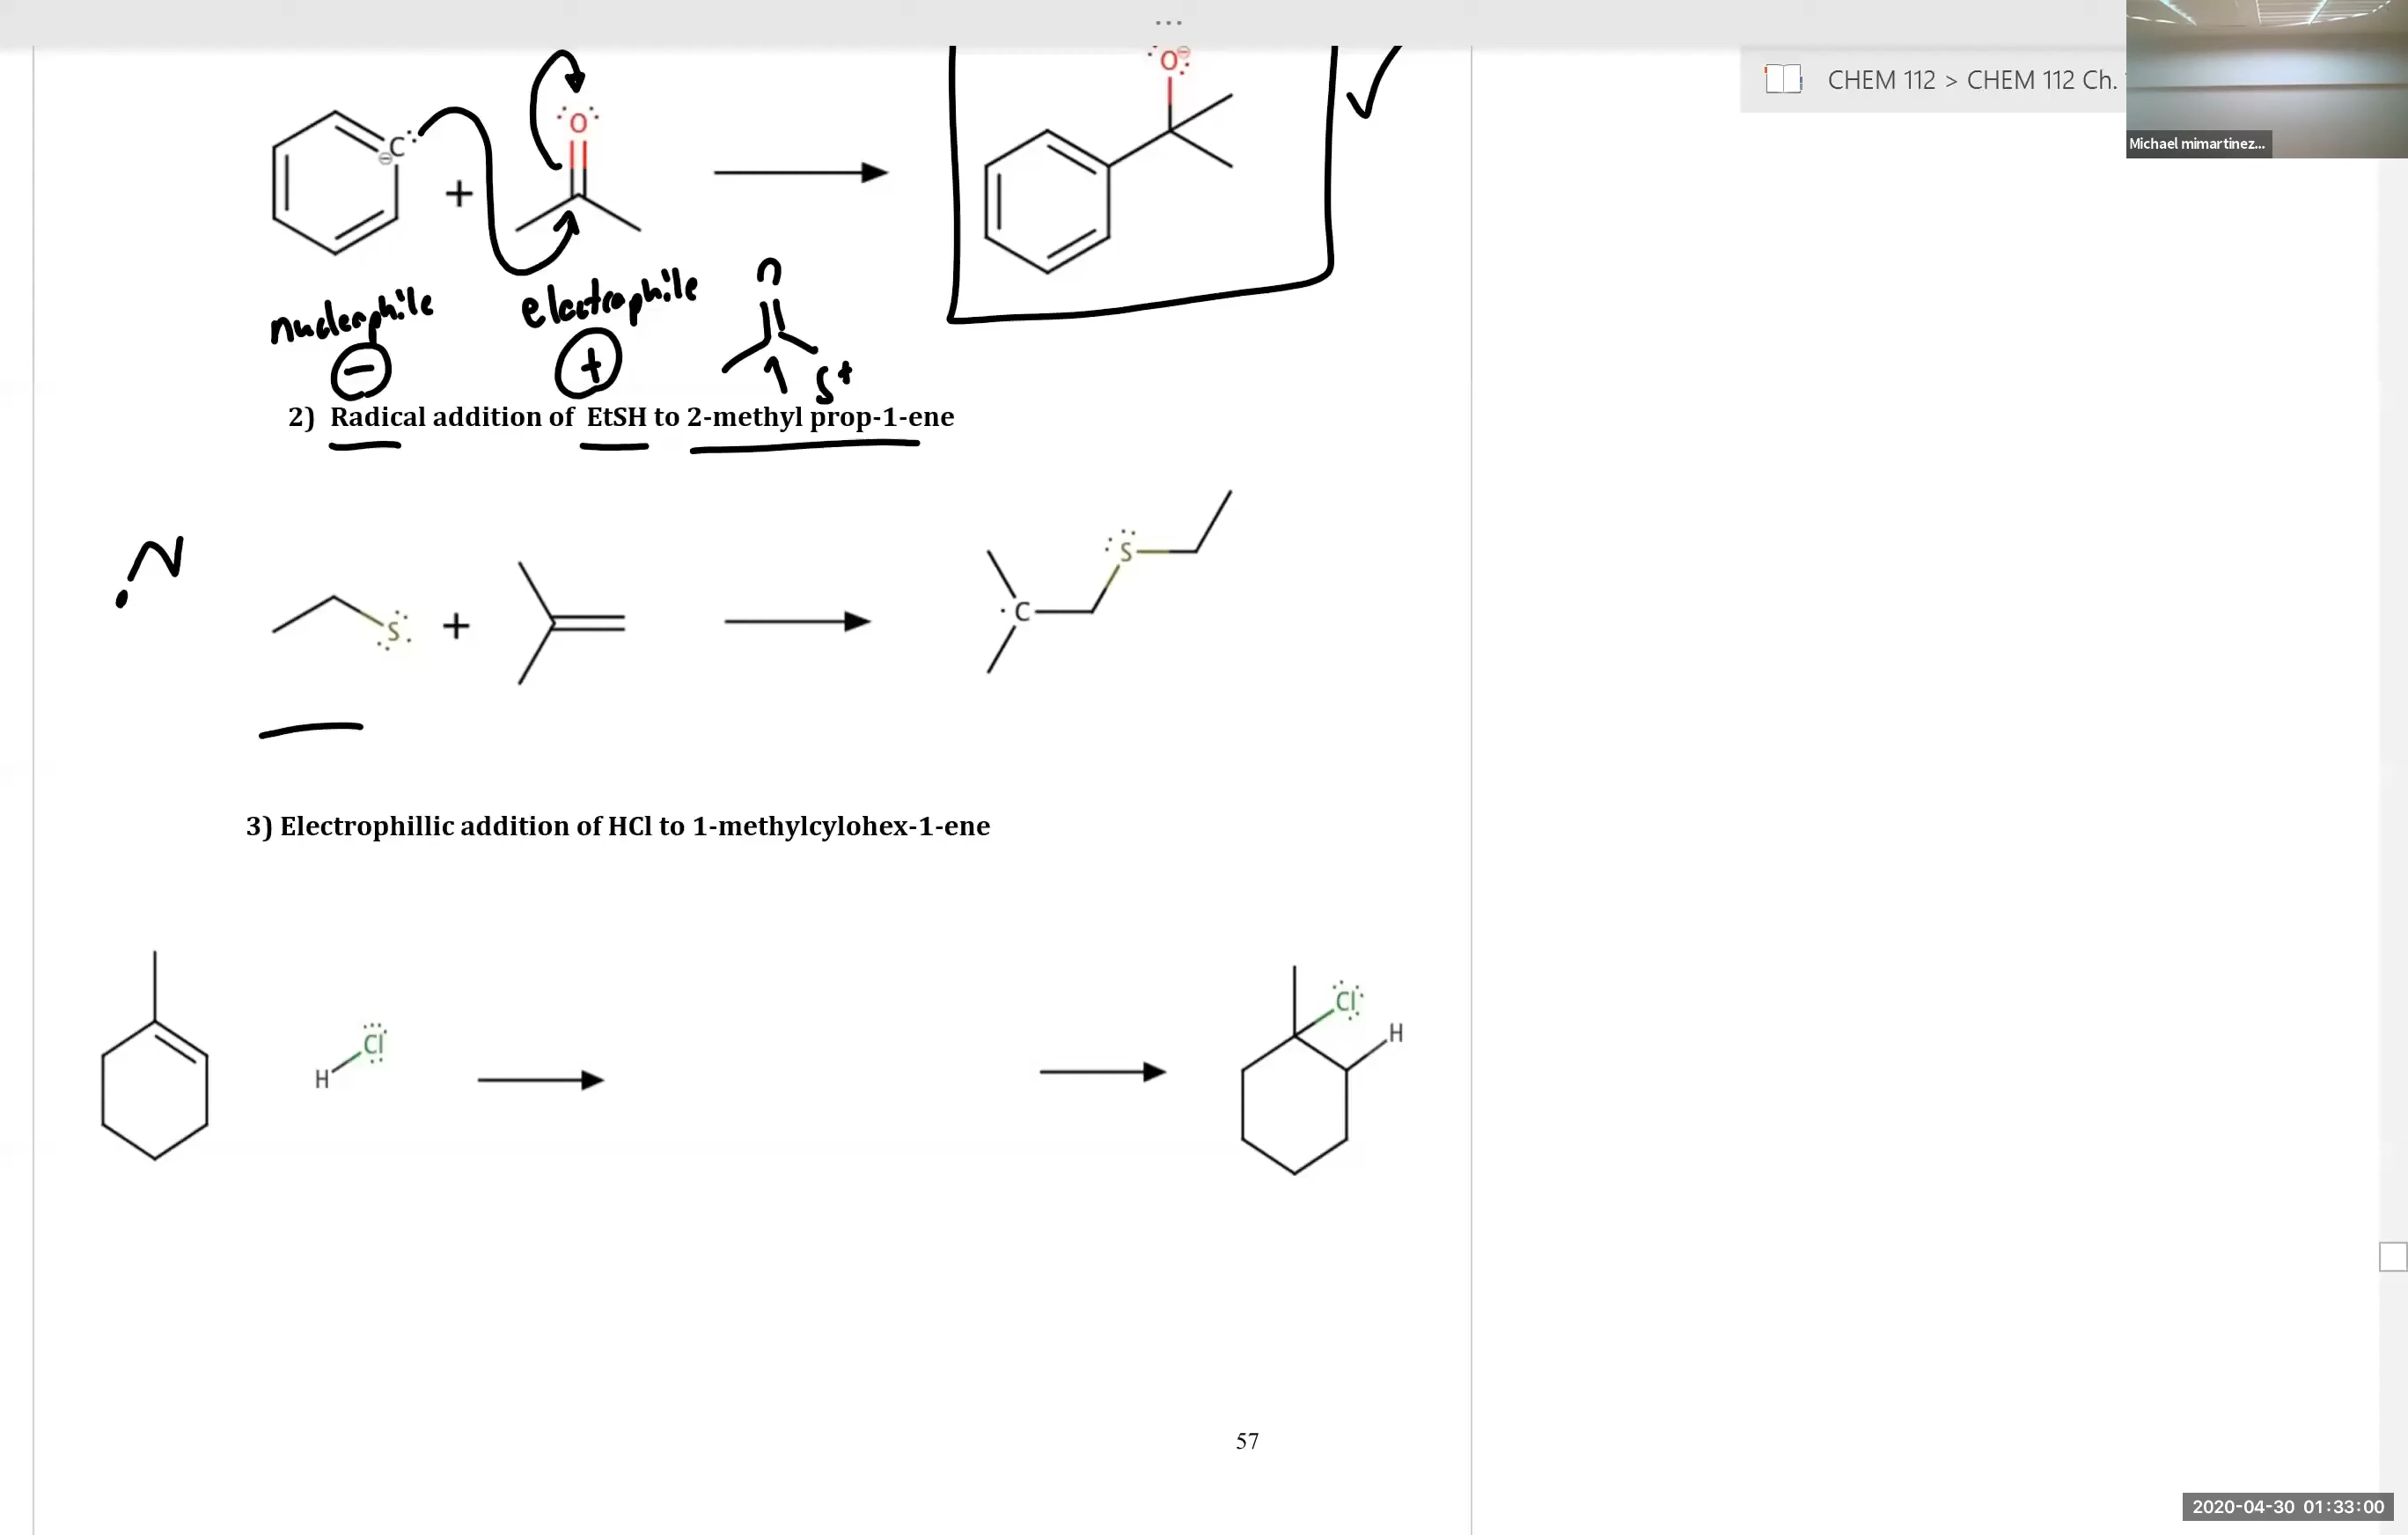 CHEM 112 > CHEM 112 Ch.
Michael mimartinez...
:O:⊖
:O:
⊖C:
+
nucleophile
electrophile
−
+
δ+
2) Radical addition of EtSH to 2-methyl prop-1-ene
S
+
·C
S
3) Electrophillic addition of HCl to 1-methylcylohex-1-ene
Cl
H
Cl
H
57
2020-04-30 01:33:00